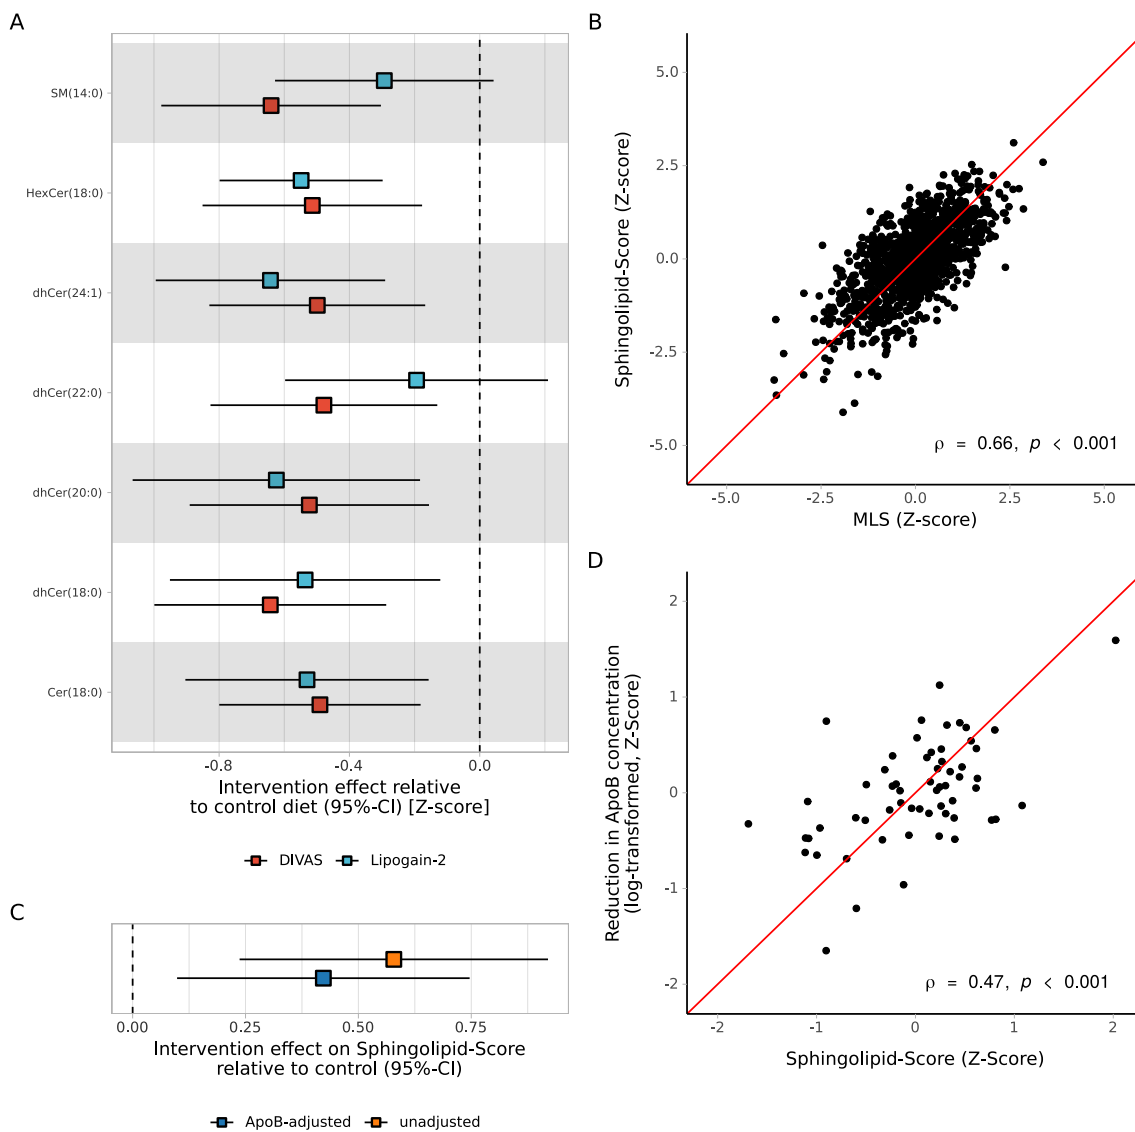 A
SM(14:0)
HexCer(18:0)
dhCer(24:1)
dhCer(22:0)
dhCer(20:0)
dhCer(18:0)
Cer(18:0)
-0.8 -0.4 0.0
Intervention effect relative
to control diet (95%-CI) [Z-score]
DIVAS Lipogain-2
B
Sphingolipid-Score (Z-score)
5.0
2.5
0.0
-2.5
-5.0
ρ = 0.66, p < 0.001
-5.0 -2.5 0.0 2.5 5.0
MLS (Z-score)
C
0.00 0.25 0.50 0.75
Intervention effect on Sphingolipid-Score
relative to control (95%-CI)
ApoB-adjusted unadjusted
D
Reduction in ApoB concentration
(log-transformed, Z-Score)
2
1
0
-1
-2
ρ = 0.47, p < 0.001
-2 -1 0 1 2
Sphingolipid-Score (Z-Score)